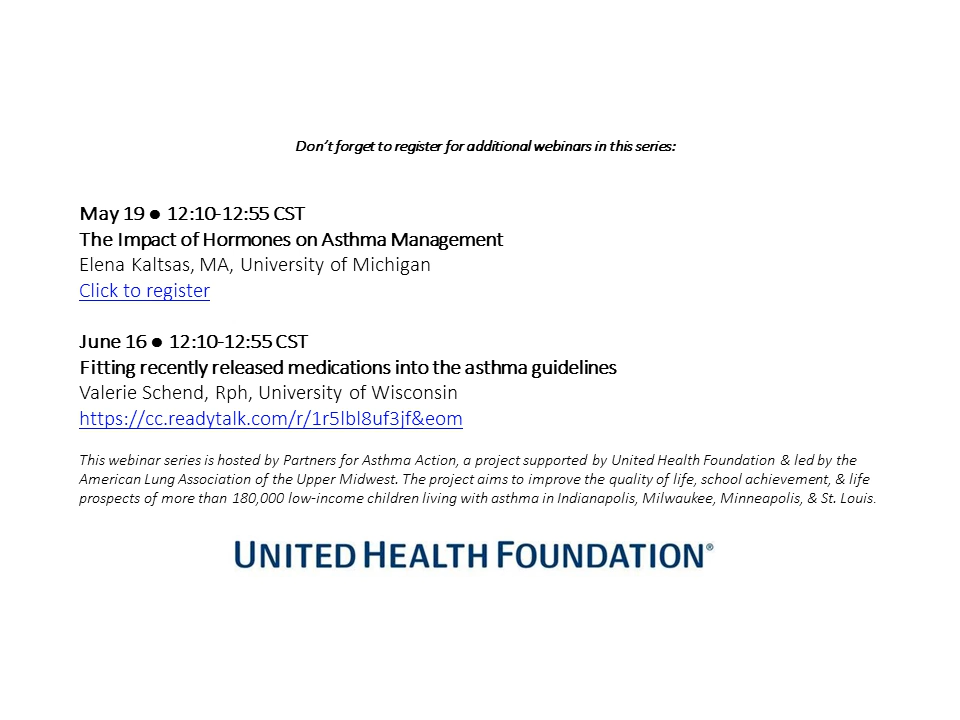 Don't forget to register for additional webinars in this series:
May 19 ● 12:10-12:55 CST
The Impact of Hormones on Asthma Management
Elena Kaltsas, MA, University of Michigan
Click to register
June 16 ● 12:10-12:55 CST
Fitting recently released medications into the asthma guidelines
Valerie Schend, Rph, University of Wisconsin
https://cc.readytalk.com/r/1r5lbl8uf3jf&eom
This webinar series is hosted by Partners for Asthma Action, a project supported by United Health Foundation & led by the
American Lung Association of the Upper Midwest. The project aims to improve the quality of life, school achievement, & life
prospects of more than 180,000 low-income children living with asthma in Indianapolis, Milwaukee, Minneapolis, & St. Louis.
UNITED HEALTH FOUNDATION®